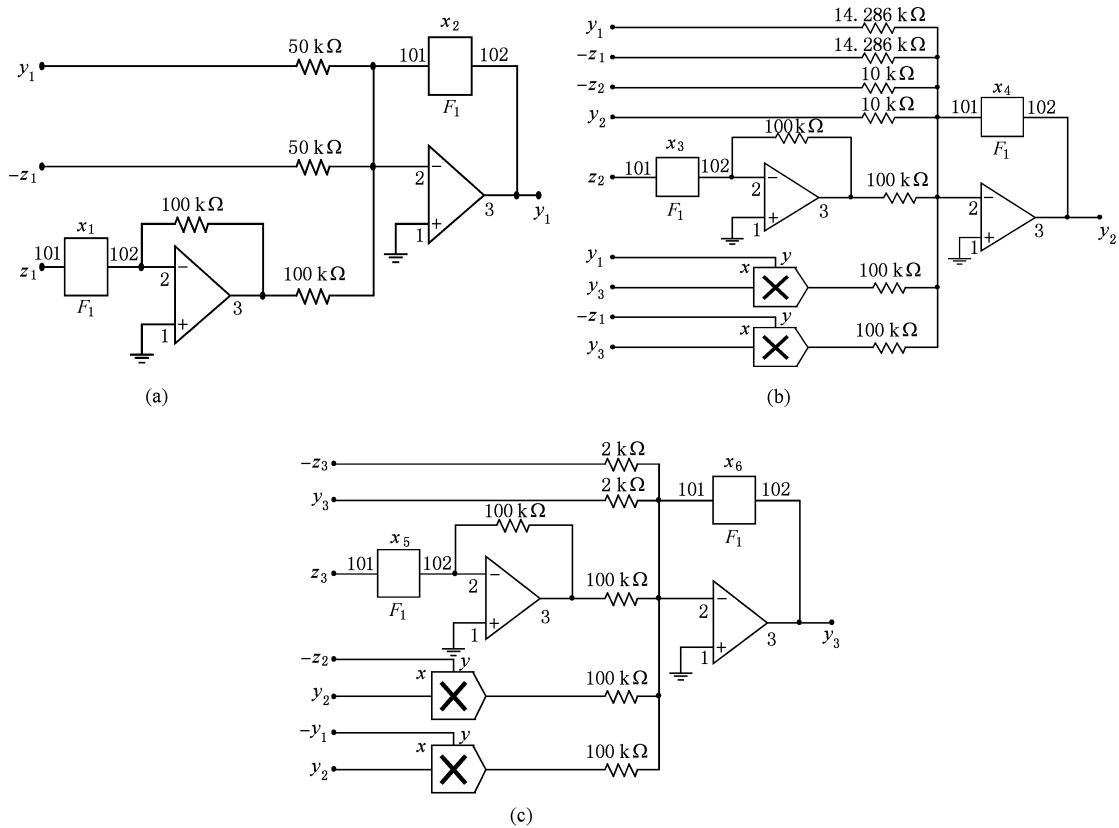 x₂
50 kΩ
101 102
y₁
F₁
50 kΩ
−z₁
−
2
100 kΩ
3
x₁
+
1
y₁
101 102
z₁
−
2
100 kΩ
F₁
3
+
1
(a)
14. 286 kΩ
y₁
14. 286 kΩ
−z₁
10 kΩ
−z₂
x₄
10 kΩ
101 102
y₂
100 kΩ
F₁
x₃
101 102
z₂
−
2
100 kΩ
−
2
F₁
3
3
+
1
+
1
y₂
y₁
y
x
100 kΩ
y₃
×
−z₁
y
x
100 kΩ
y₃
×
(b)
2 kΩ
−z₃
x₆
2 kΩ
101 102
y₃
100 kΩ
F₁
x₅
101 102
z₃
−
2
100 kΩ
−
2
F₁
3
3
+
1
+
1
y₃
−z₂
y
x
100 kΩ
y₂
×
−y₁
y
x
100 kΩ
y₂
×
(c)